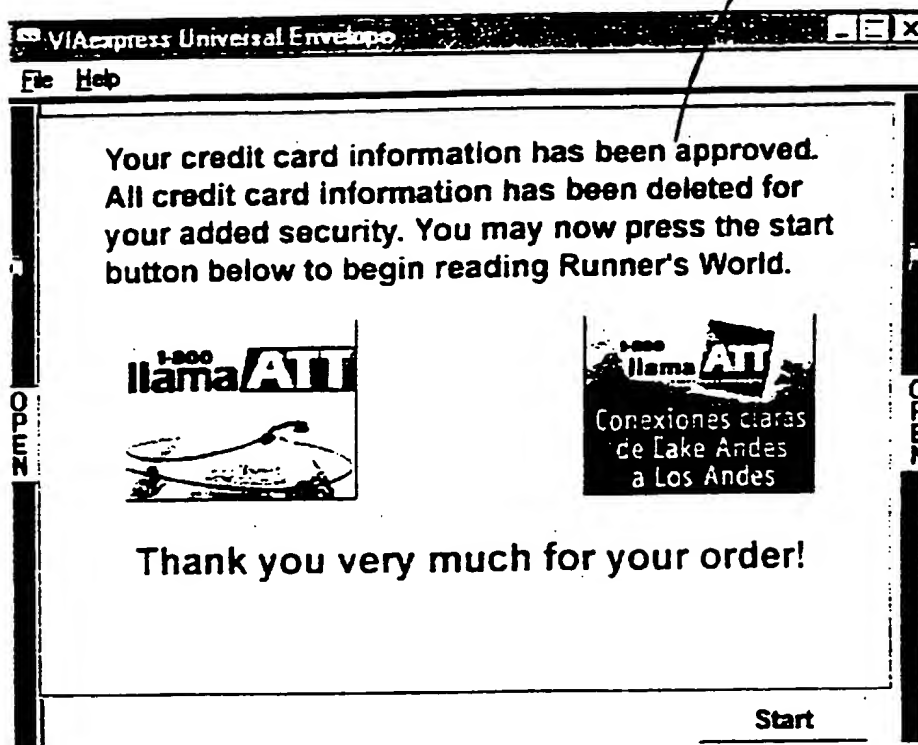 VIAexpress Universal Envelope
File Help
Your credit card information has been approved.
All credit card information has been deleted for
your added security. You may now press the start
button below to begin reading Runner's World.
1-800
llama ATT
1-800
llama ATT
Conexiones claras
de Lake Andes
a Los Andes
OPEN
OPEN
Thank you very much for your order!
Start